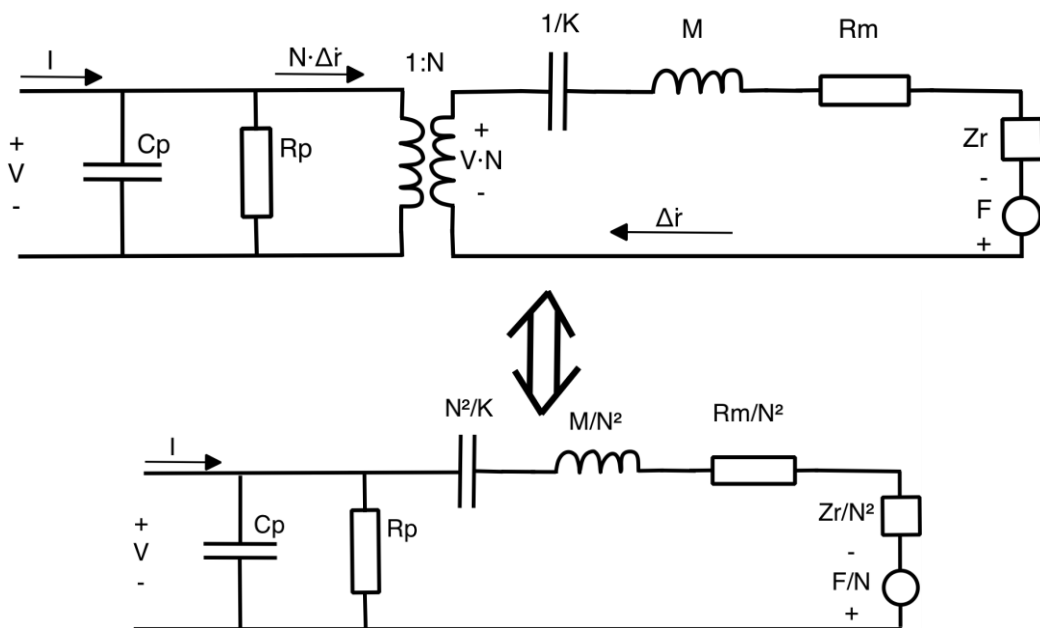 1/K
M
Rm
I
N·Δṙ
1:N
+
V
-
Cp
Rp
+
V·N
-
Zr
-
F
+
Δṙ
N²/K
M/N²
Rm/N²
I
+
V
-
Cp
Rp
Zr/N²
-
F/N
+